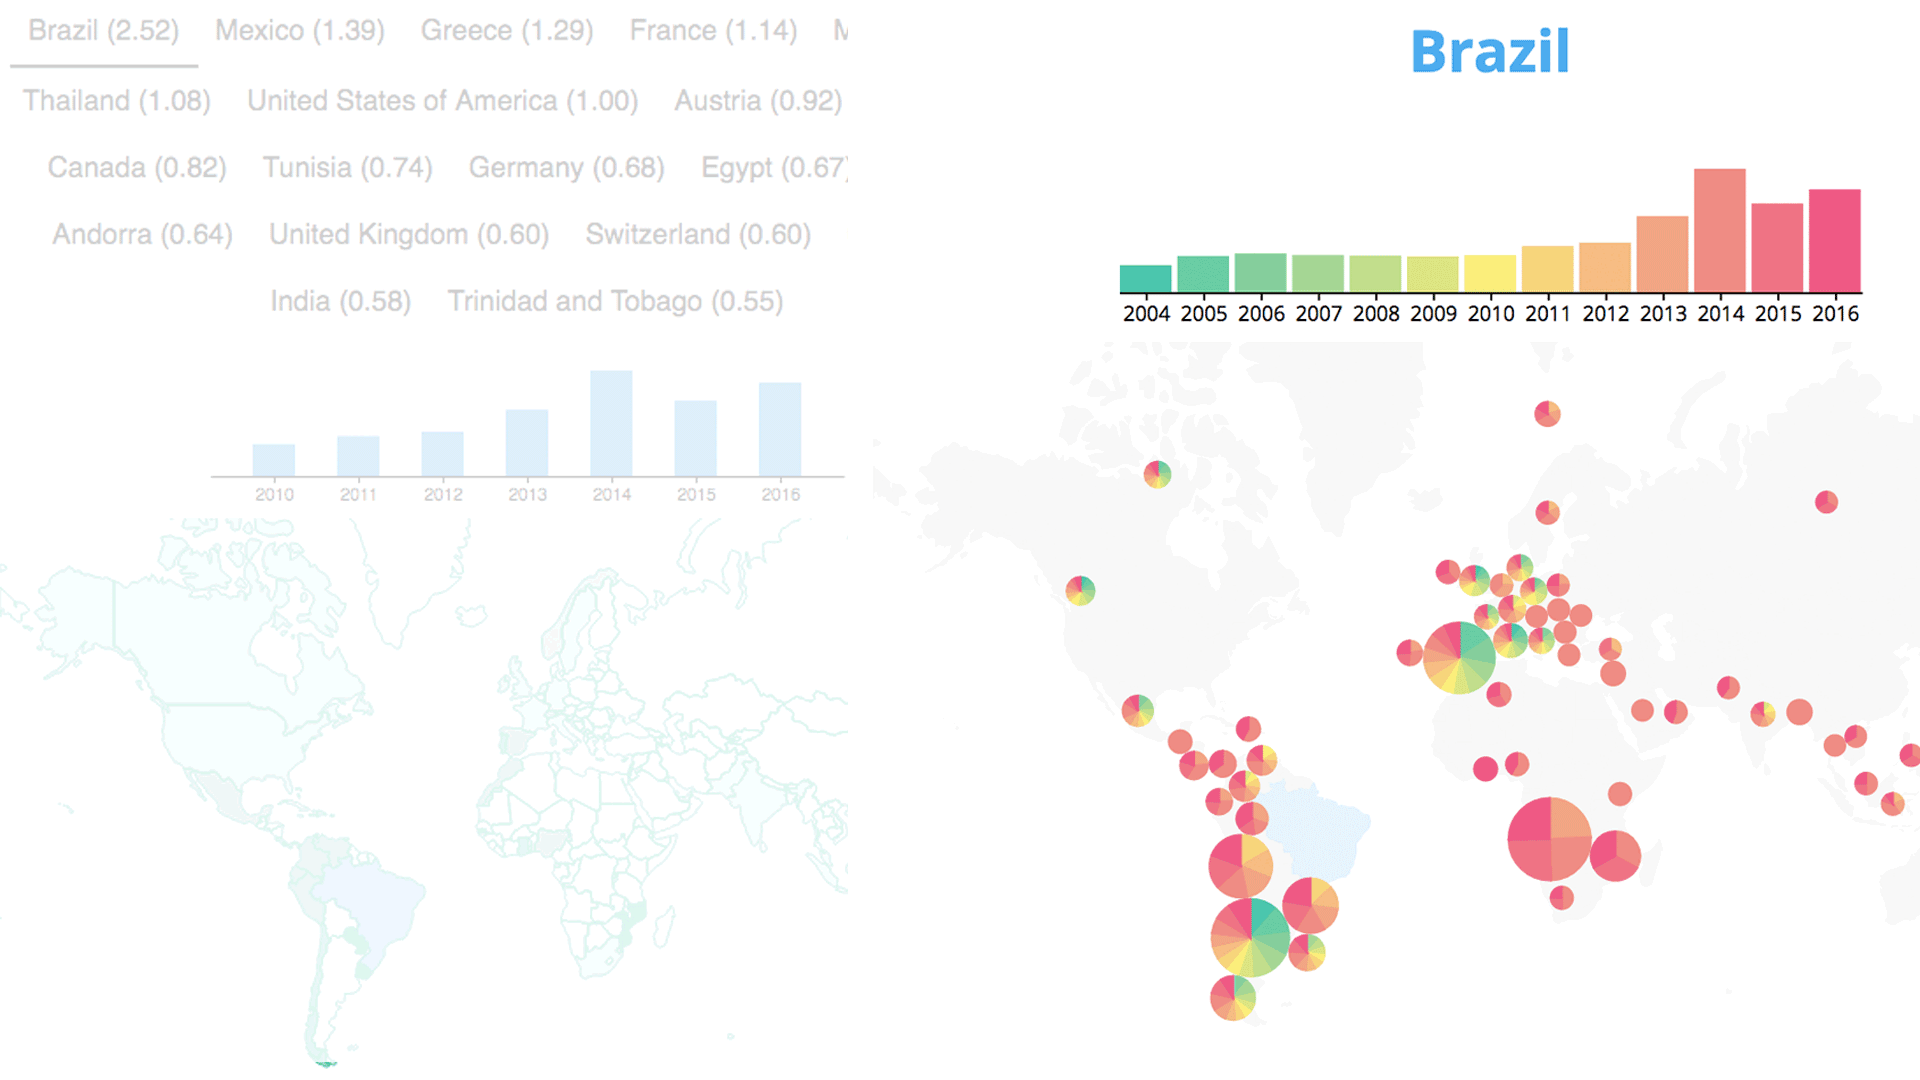 Brazil (2.52) Mexico (1.39) Greece (1.29) France (1.14) M
Thailand (1.08) United States of America (1.00) Austria (0.92)
Canada (0.82) Tunisia (0.74) Germany (0.68) Egypt (0.67)
Andorra (0.64) United Kingdom (0.60) Switzerland (0.60)
India (0.58) Trinidad and Tobago (0.55)
2010 2011 2012 2013 2014 2015 2016
Brazil
2004 2005 2006 2007 2008 2009 2010 2011 2012 2013 2014 2015 2016